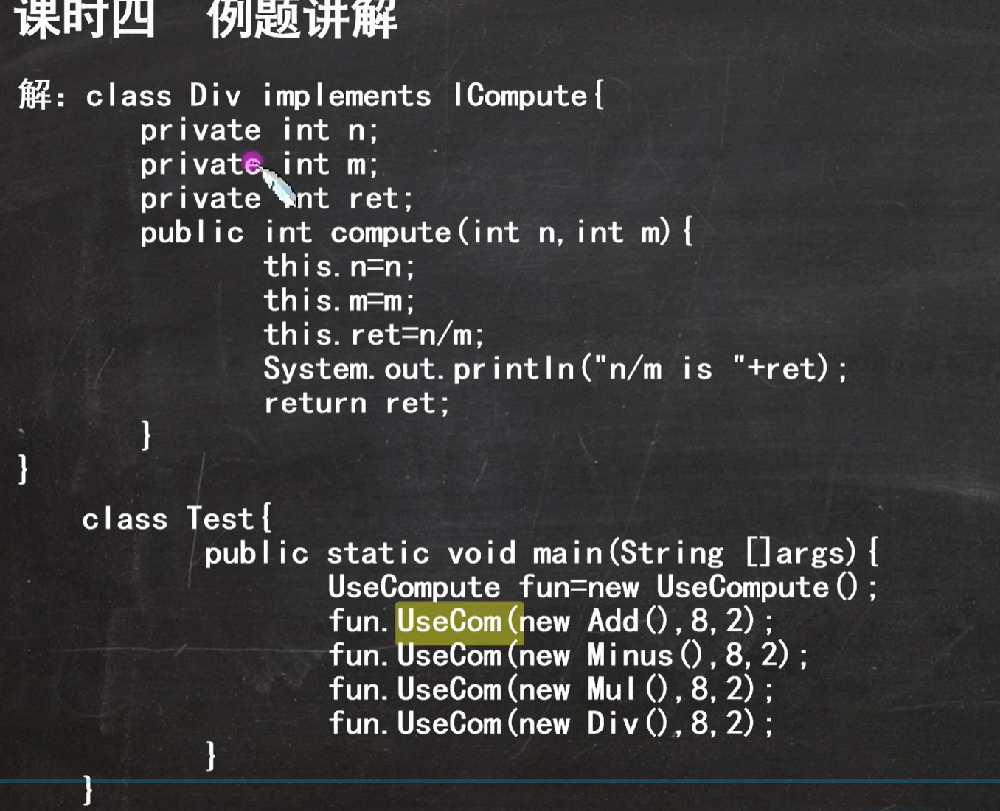 课时四 例题讲解
解: class Div implements ICompute{
private int n;
private int m;
private int ret;
public int compute(int n,int m){
this.n=n;
this.m=m;
this.ret=n/m;
System.out.println("n/m is "+ret);
return ret;
}
}
class Test{
public static void main(String []args){
UseCompute fun=new UseCompute();
fun.UseCom(new Add(),8,2);
fun.UseCom(new Minus(),8,2);
fun.UseCom(new Mul(),8,2);
fun.UseCom(new Div(),8,2);
}
}